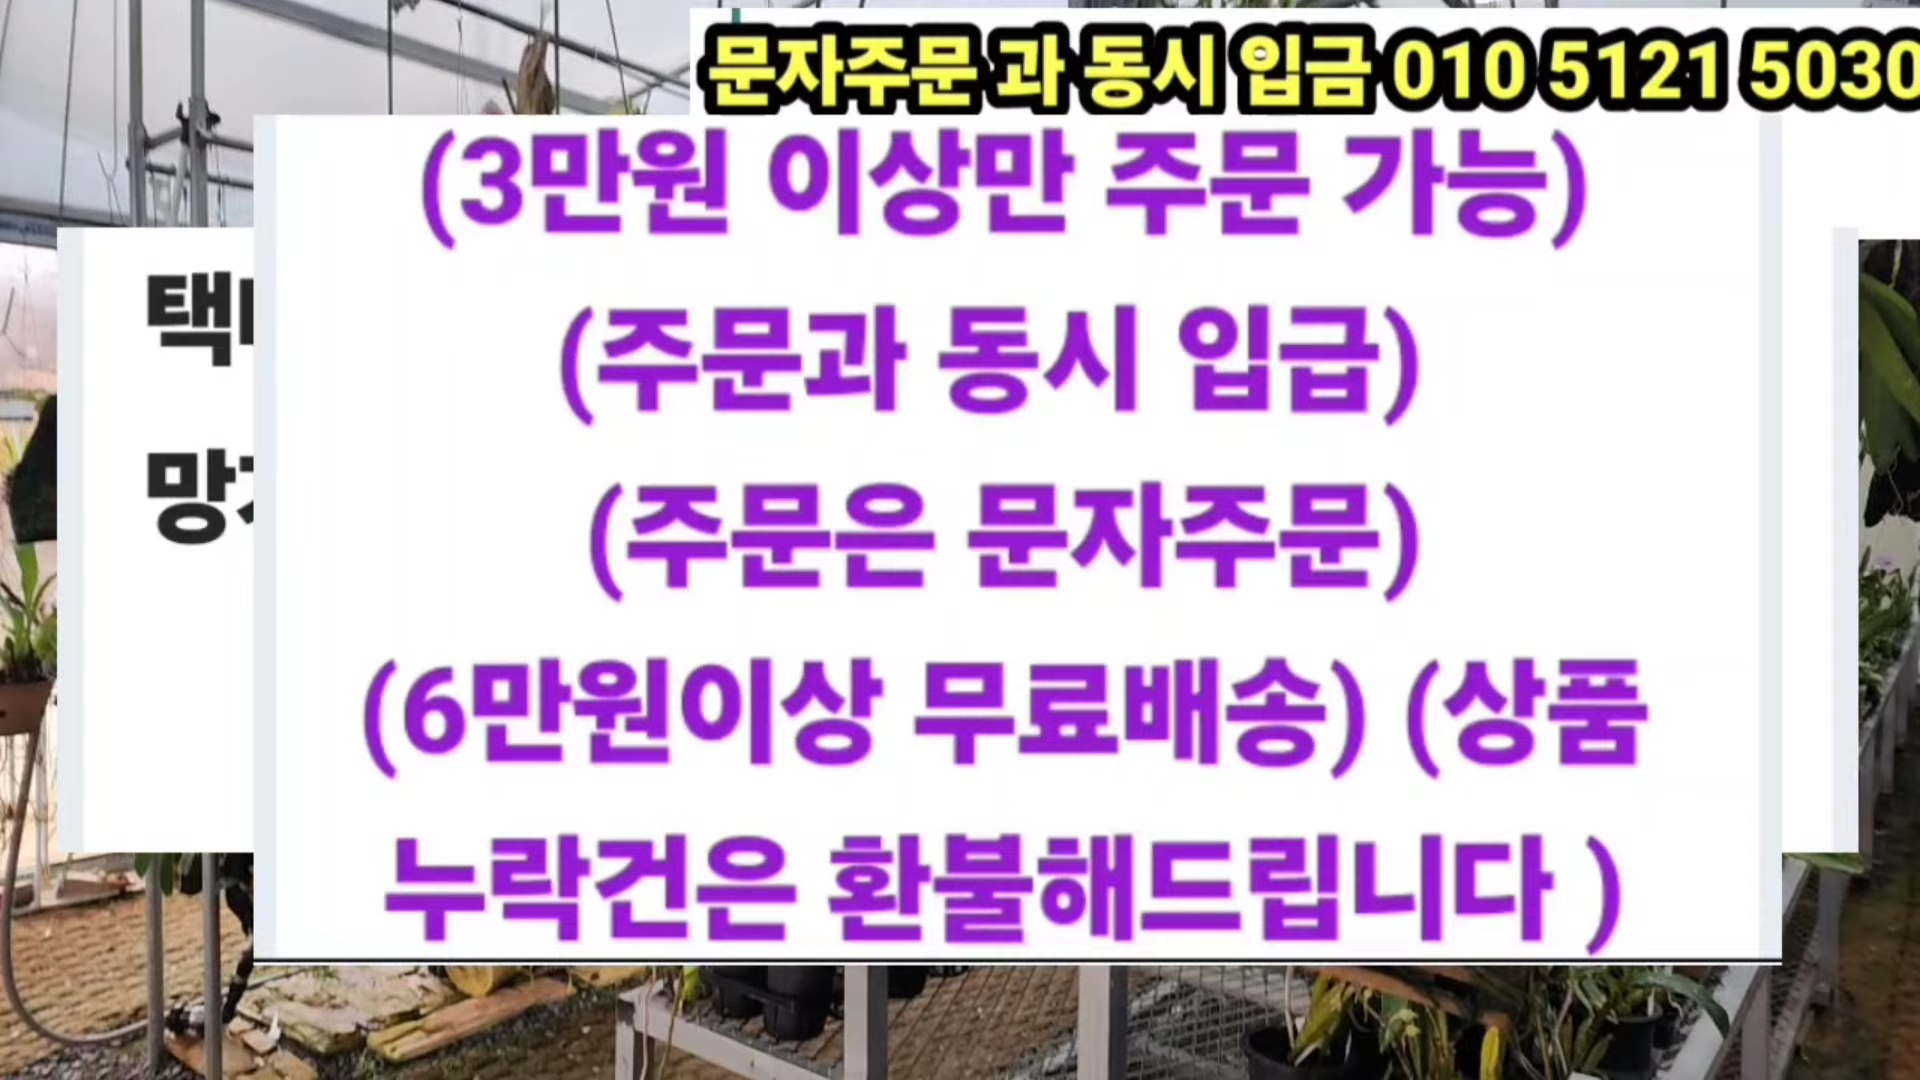 문자주문 과 동시 입금 010 5121 5030
(3만원 이상만 주문 가능)
(주문과 동시 입급)
(주문은 문자주문)
(6만원이상 무료배송) (상품
누락건은 환불해드립니다 )
택
망